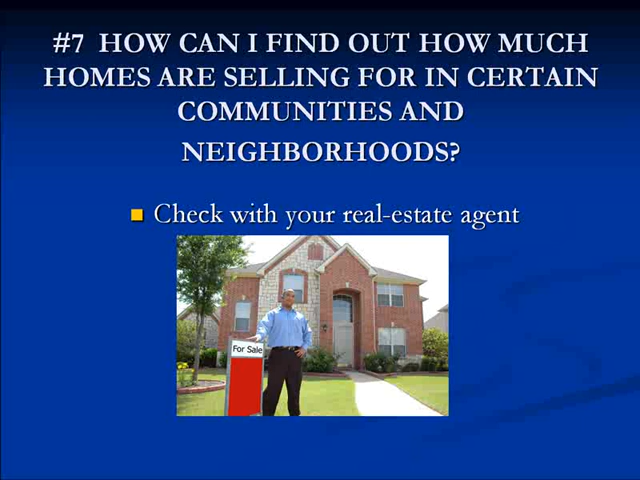 #7 HOW CAN I FIND OUT HOW MUCH
HOMES ARE SELLING FOR IN CERTAIN
COMMUNITIES AND
NEIGHBORHOODS?
Check with your real-estate agent
For Sale